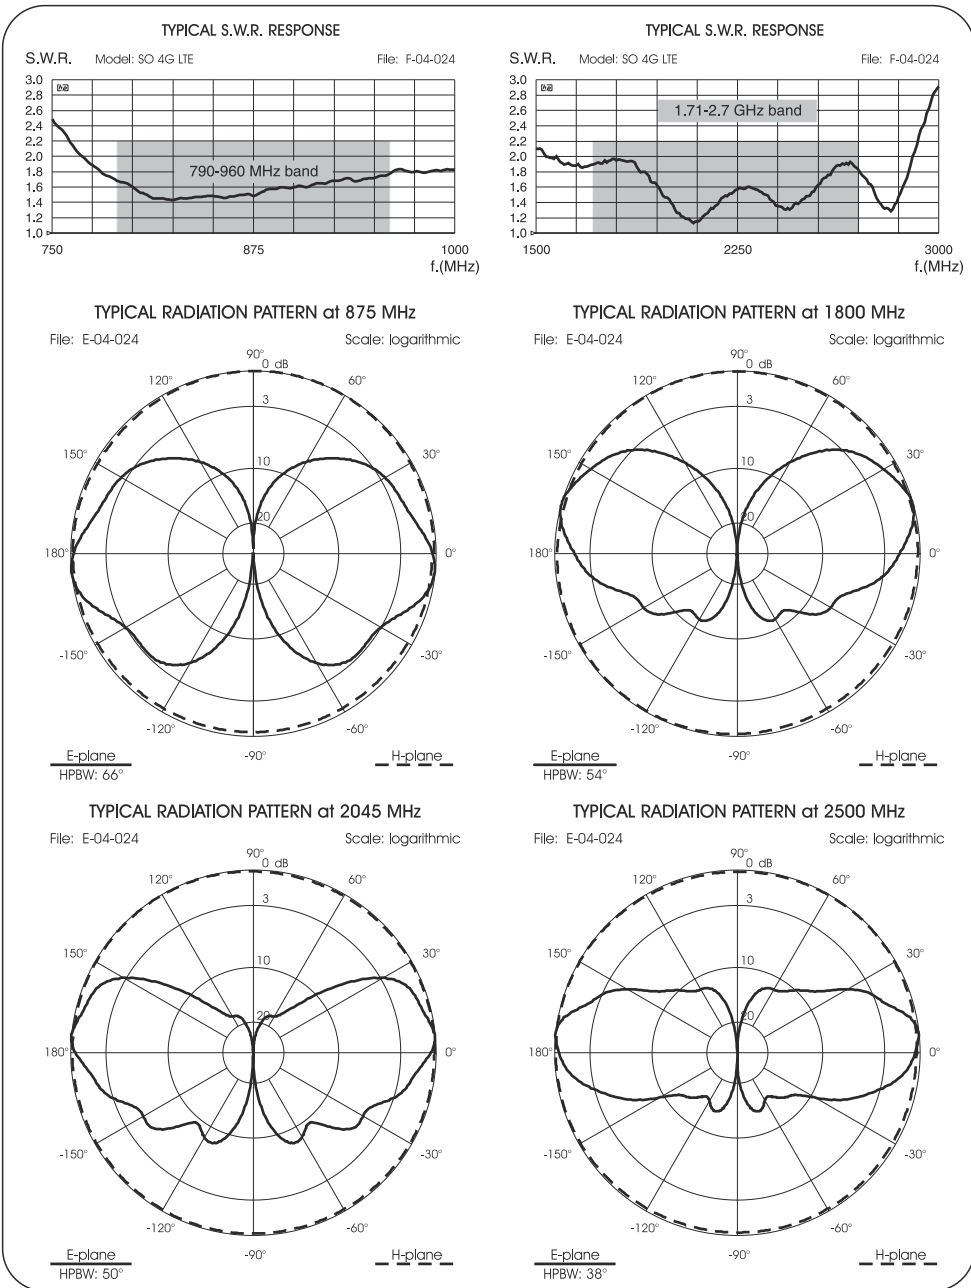 TYPICAL S.W.R. RESPONSE
S.W.R. Model: SO 4G LTE File: F-04-024
3.0
2.8
2.6
2.4
2.2
2.0
1.8
1.6
1.4
1.2
1.0
790-960 MHz band
750 875 1000
f.(MHz)
TYPICAL S.W.R. RESPONSE
S.W.R. Model: SO 4G LTE File: F-04-024
3.0
2.8
2.6
2.4
2.2
2.0
1.8
1.6
1.4
1.2
1.0
1.71-2.7 GHz band
1500 2250 3000
f.(MHz)
TYPICAL RADIATION PATTERN at 875 MHz
File: E-04-024 Scale: logarithmic
90°
0 dB
120° 60°
3
150° 30°
10
20
180° 0°
-150° -30°
-120° -60°
-90°
E-plane H-plane
HPBW: 66°
TYPICAL RADIATION PATTERN at 1800 MHz
File: E-04-024 Scale: logarithmic
90°
0 dB
120° 60°
3
150° 30°
10
20
180° 0°
-150° -30°
-120° -60°
-90°
E-plane H-plane
HPBW: 54°
TYPICAL RADIATION PATTERN at 2045 MHz
File: E-04-024 Scale: logarithmic
90°
0 dB
120° 60°
3
150° 30°
10
20
180° 0°
-150° -30°
-120° -60°
-90°
E-plane H-plane
HPBW: 50°
TYPICAL RADIATION PATTERN at 2500 MHz
File: E-04-024 Scale: logarithmic
90°
0 dB
120° 60°
3
150° 30°
10
20
180° 0°
-150° -30°
-120° -60°
-90°
E-plane H-plane
HPBW: 38°